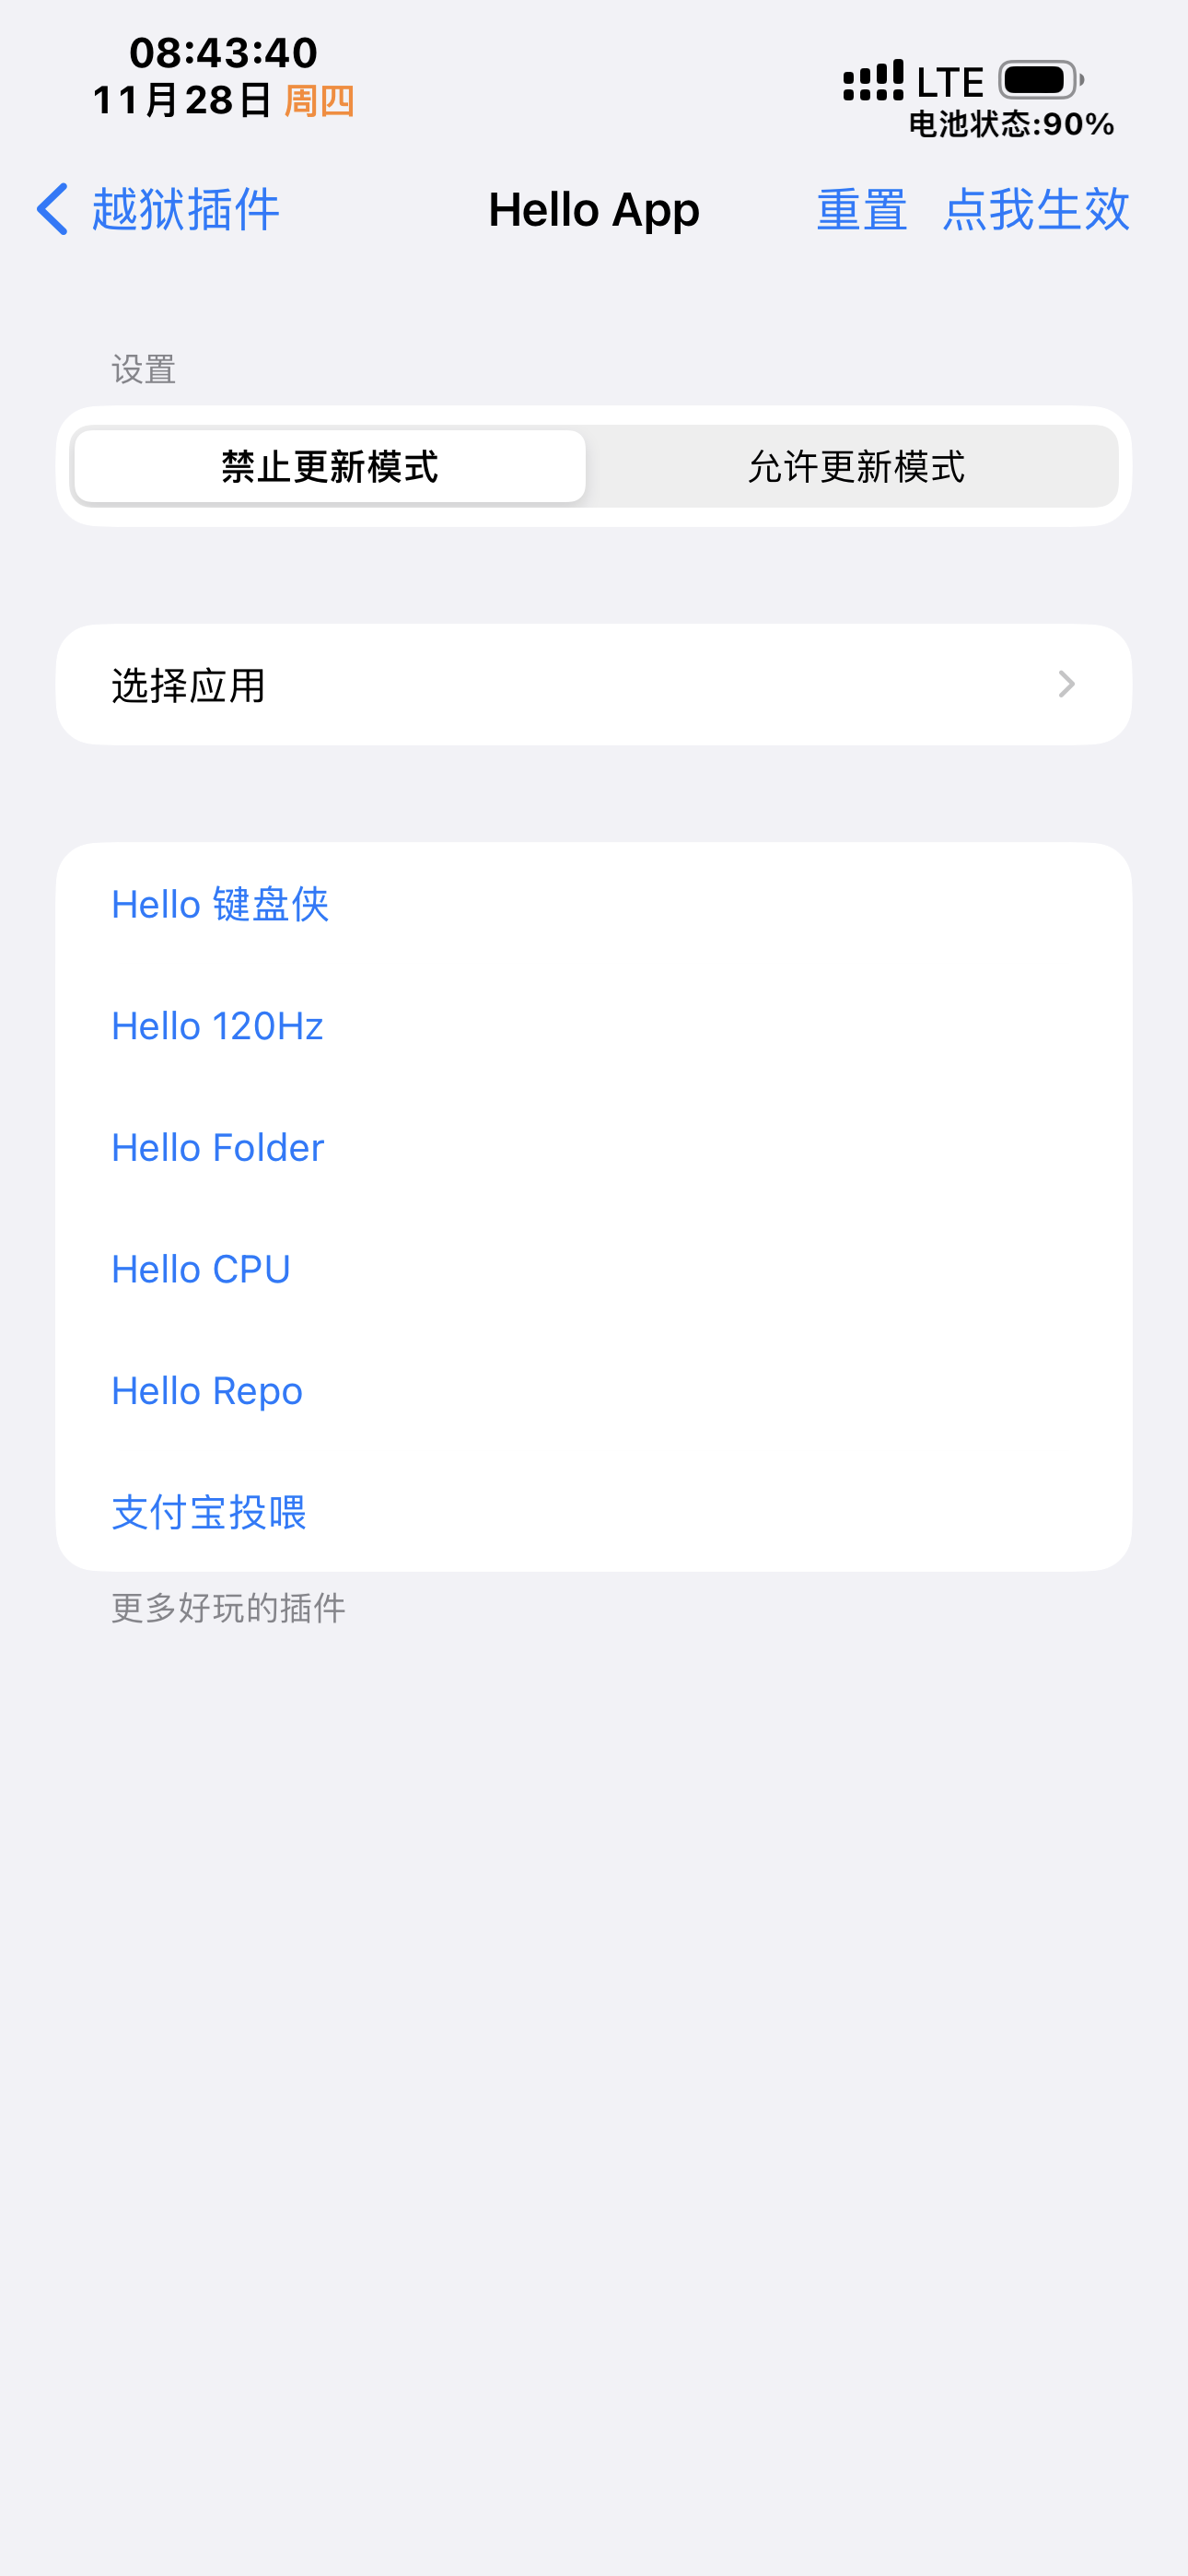 08:43:40
11月28日 周四
LTE
电池状态:90%
越狱插件
Hello App
重置 点我生效
设置
禁止更新模式 允许更新模式
选择应用
Hello 键盘侠
Hello 120Hz
Hello Folder
Hello CPU
Hello Repo
支付宝投喂
更多好玩的插件